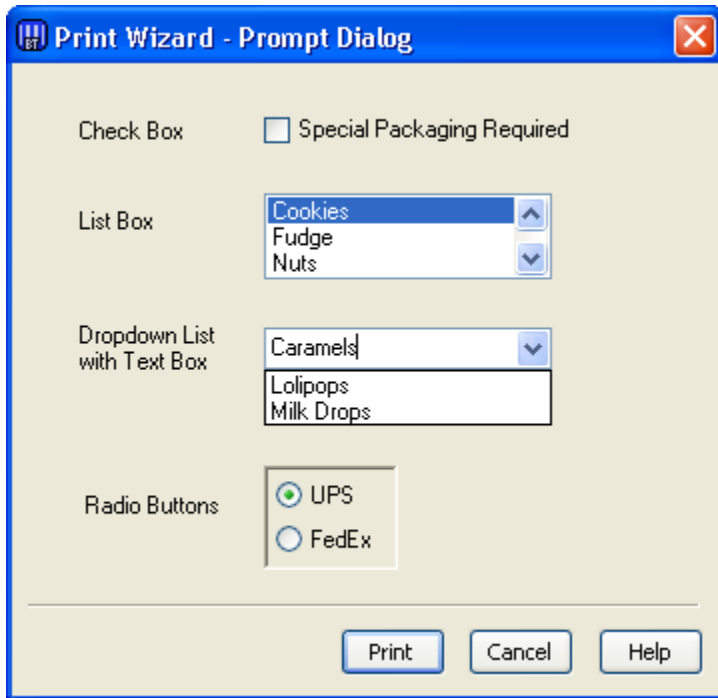 BT Print Wizard - Prompt Dialog
Check Box Special Packaging Required
List Box
Cookies
Fudge
Nuts
Dropdown List
with Text Box
Caramels
Lolipops
Milk Drops
Radio Buttons
UPS
FedEx
Print Cancel Help